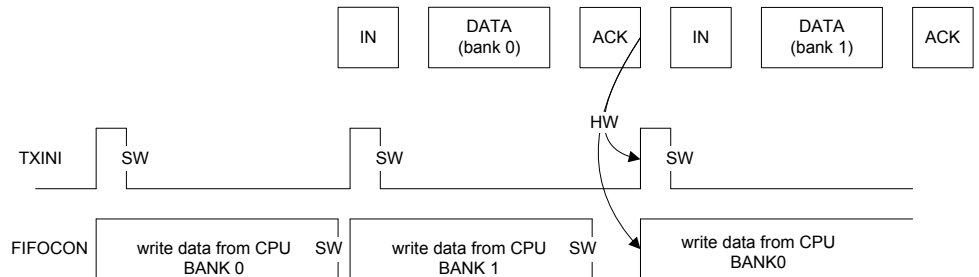 IN DATA (bank 0) ACK IN DATA (bank 1) ACK
HW
TXINI SW SW SW
FIFOCON write data from CPU BANK 0 SW write data from CPU BANK 1 SW write data from CPU BANK0